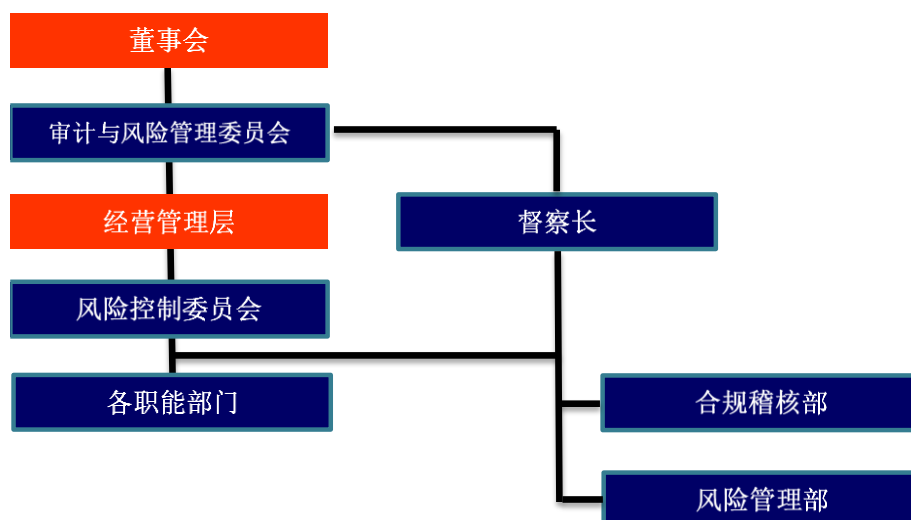 董事会
审计与风险管理委员会
经营管理层
督察长
风险控制委员会
各职能部门
合规稽核部
风险管理部